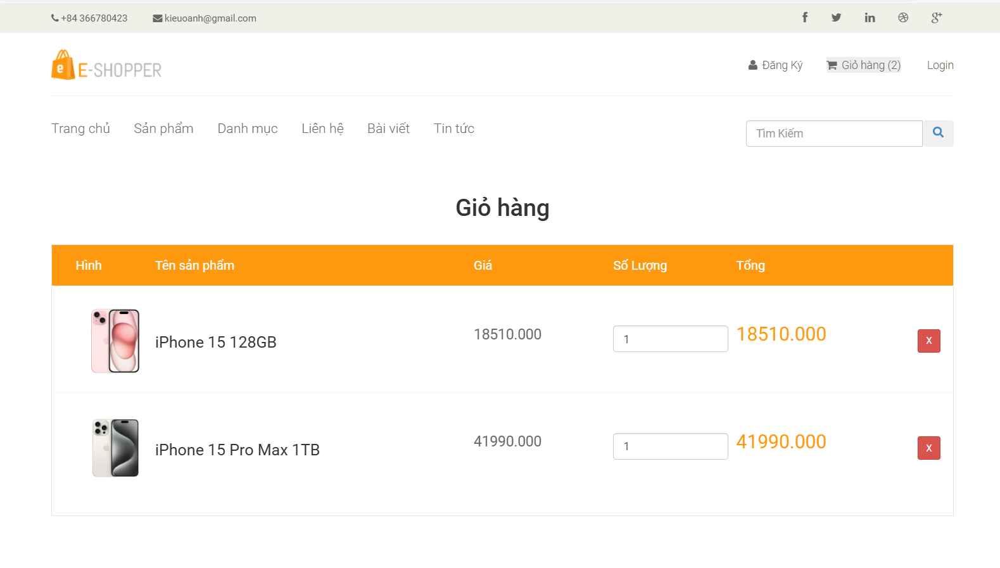 +84 366780423 kieuoanh@gmail.com
E-SHOPPER
Đăng Ký Giỏ hàng (2) Login
Trang chủ Sản phẩm Danh mục Liên hệ Bài viết Tin tức
Tìm Kiếm
Giỏ hàng
Hình Tên sản phẩm Giá Số Lượng Tổng
iPhone 15 128GB 18510.000 1 18510.000 X
iPhone 15 Pro Max 1TB 41990.000 1 41990.000 X